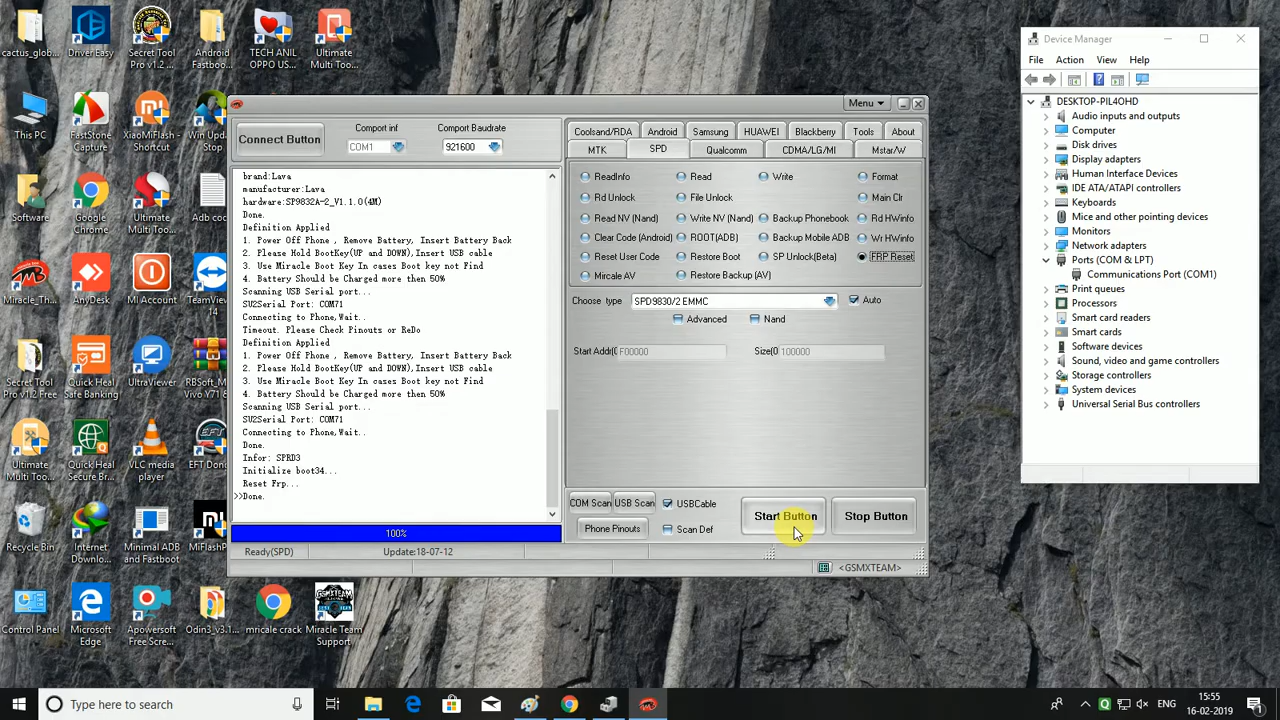 cactus_glob...
DriverEasy
Secret Tool
Pro v1.2 ...
Android
Fastboo...
TECH ANIL
OPPO US...
Ultimate
Multi Too...
This PC
FastStone
Capture
XiaoMiFlash -
Shortcut
Win Upda
Stop
Software
Google
Chrome
Ultimate
Multi...
Adb coc
Miracle_Th...
AnyDesk
MI Account
TeamView
14
Secret Tool
Pro v1.2 Free
Quick Heal
Safe Banking
UltraViewer
RBSoft_M
Vivo Y71 &
Ultimate
Multi Too...
Quick Heal
Secure Br...
VLC media
player
EFT Dong
Recycle Bin
Internet
Downlo...
Minimal ADB
and Fastboot
MiFlashP
Control Panel
Microsoft
Edge
Apowersoft
Free Scre...
Odin3_v3.1...
mricale crack
Miracle Team
Support
Menu
Connect Button
Comport inf
COM1
Comport Baudrate
921600
brand:Lava
manufacturer:Lava
hardware:SP9832A-2_V1.1.0(4M)
Done.
Definition Applied
1. Power Off Phone , Remove Battery, Insert Battery Back
2. Please Hold BootKey(UP and DOWN),Insert USB cable
3. Use Miracle Boot Key In cases Boot key not Find
4. Battery Should be Charged more then 50%
Scanning USB Serial port...
SU2Serial Port: COM71
Connecting to Phone,Wait..
Timeout. Please Check Pinouts or ReDo
Definition Applied
1. Power Off Phone , Remove Battery, Insert Battery Back
2. Please Hold BootKey(UP and DOWN),Insert USB cable
3. Use Miracle Boot Key In cases Boot key not Find
4. Battery Should be Charged more then 50%
Scanning USB Serial port...
SU2Serial Port: COM71
Connecting to Phone,Wait..
Done.
Infor: SPRD3
Initialize boot34...
Reset Frp...
>>Done.
100%
Ready(SPD)
Update:18-07-12
Coolsand/RDA Android Samsung HUAWEI Blackberry Tools About
MTK SPD Qualcomm CDMA/LG/MI Mstar/W
ReadInfo Read Write Format
Rd Unlock File Unlock Main Clr
Read NV (Nand) Write NV (Nand) Backup Phonebook Rd HWinfo
Clear Code (Android) ROOT(ADB) Backup Mobile ADB Wr HWinfo
Reset User Code Restore Boot SP Unlock(Beta) FRP Reset
Mircale AV Restore Backup (AV)
Choose type SPD9830/2 EMMC Auto
Advanced Nand
Start Addr(( F00000 Size(0 100000
COM Scan USB Scan USBCable
Phone Pinouts Scan Def
Start Button
Stop Button
<GSMXTEAM>
Device Manager
File Action View Help
DESKTOP-PIL4OHD
Audio inputs and outputs
Computer
Disk drives
Display adapters
Human Interface Devices
IDE ATA/ATAPI controllers
Keyboards
Mice and other pointing devices
Monitors
Network adapters
Ports (COM & LPT)
Communications Port (COM1)
Print queues
Processors
Smart card readers
Smart cards
Software devices
Sound, video and game controllers
Storage controllers
System devices
Universal Serial Bus controllers
Type here to search
ENG
15:55
16-02-2019